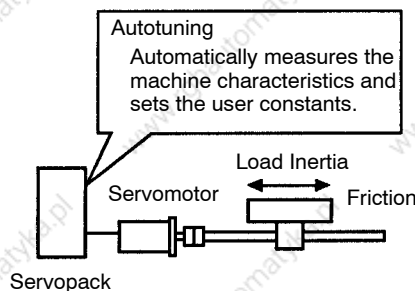 Autotuning
Automatically measures the
machine characteristics and
sets the user constants.
Load Inertia
Servomotor
Friction
Servopack